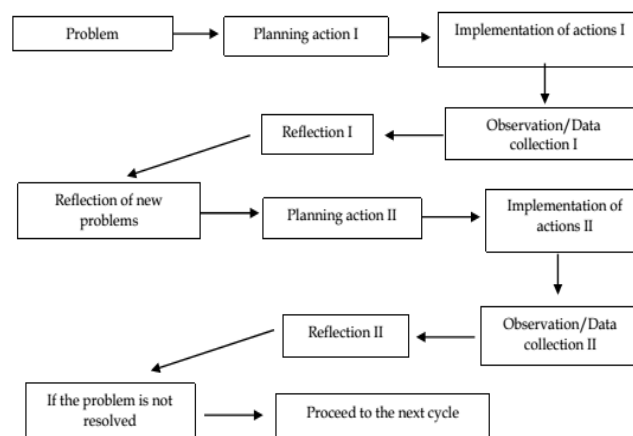 Problem
Planning action I
Implementation of actions I
Observation/Data
collection I
Reflection I
Reflection of new
problems
Planning action II
Implementation of
actions II
Observation/Data
collection II
Reflection II
If the problem is not
resolved
Proceed to the next cycle